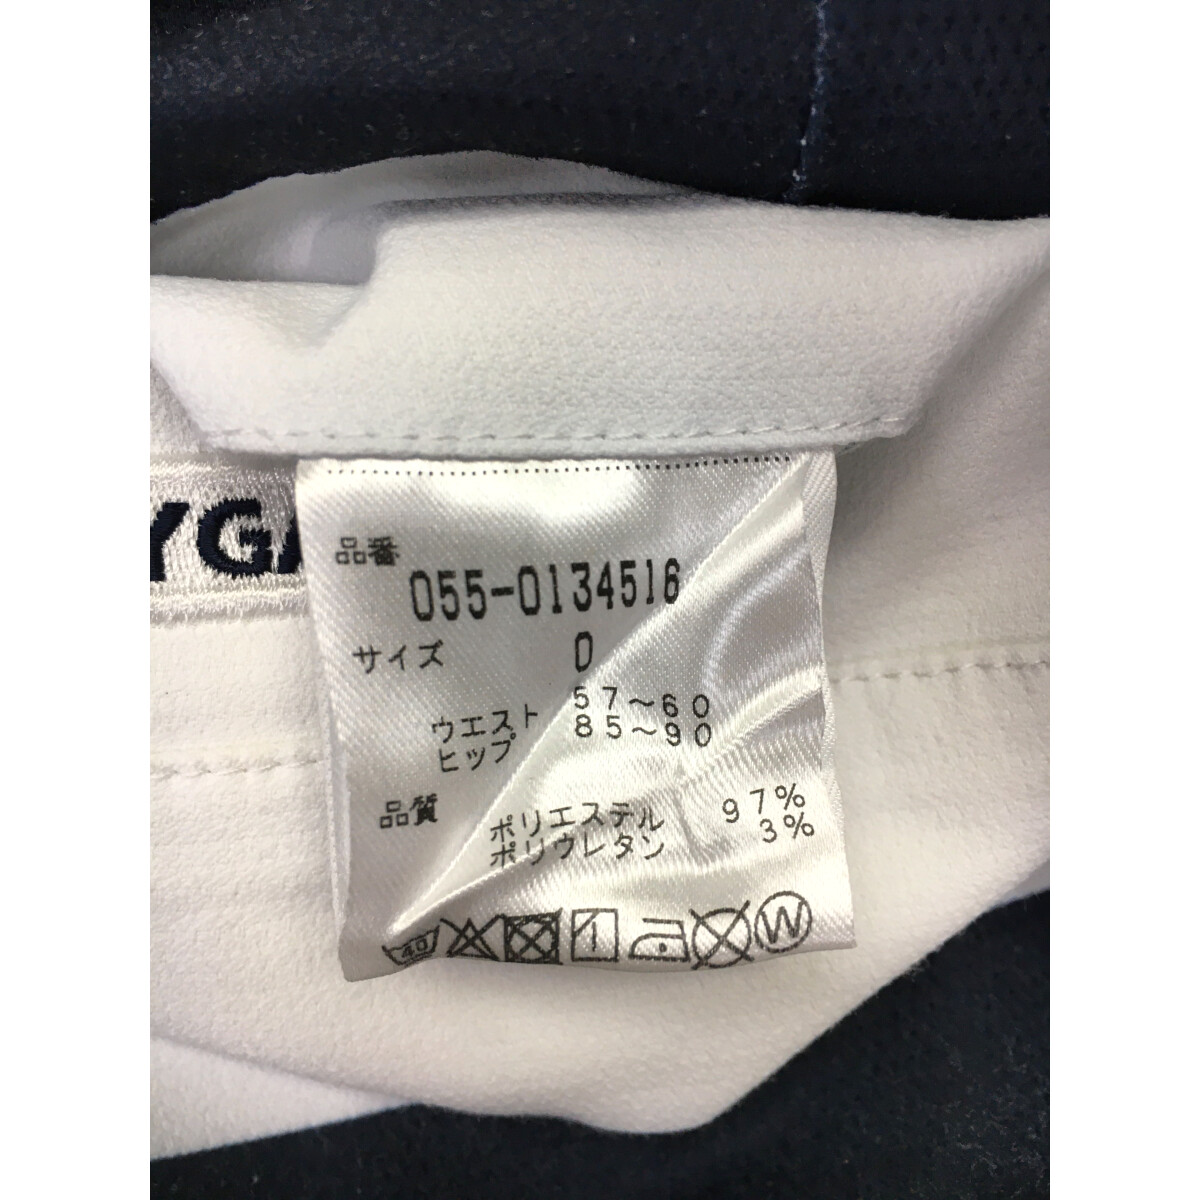 YGA
品番
055-0134516
サイズ 0
ウエスト 57〜60
ヒップ 85〜90
品質 ポリエステル 97%
ポリウレタン 3%
40 W